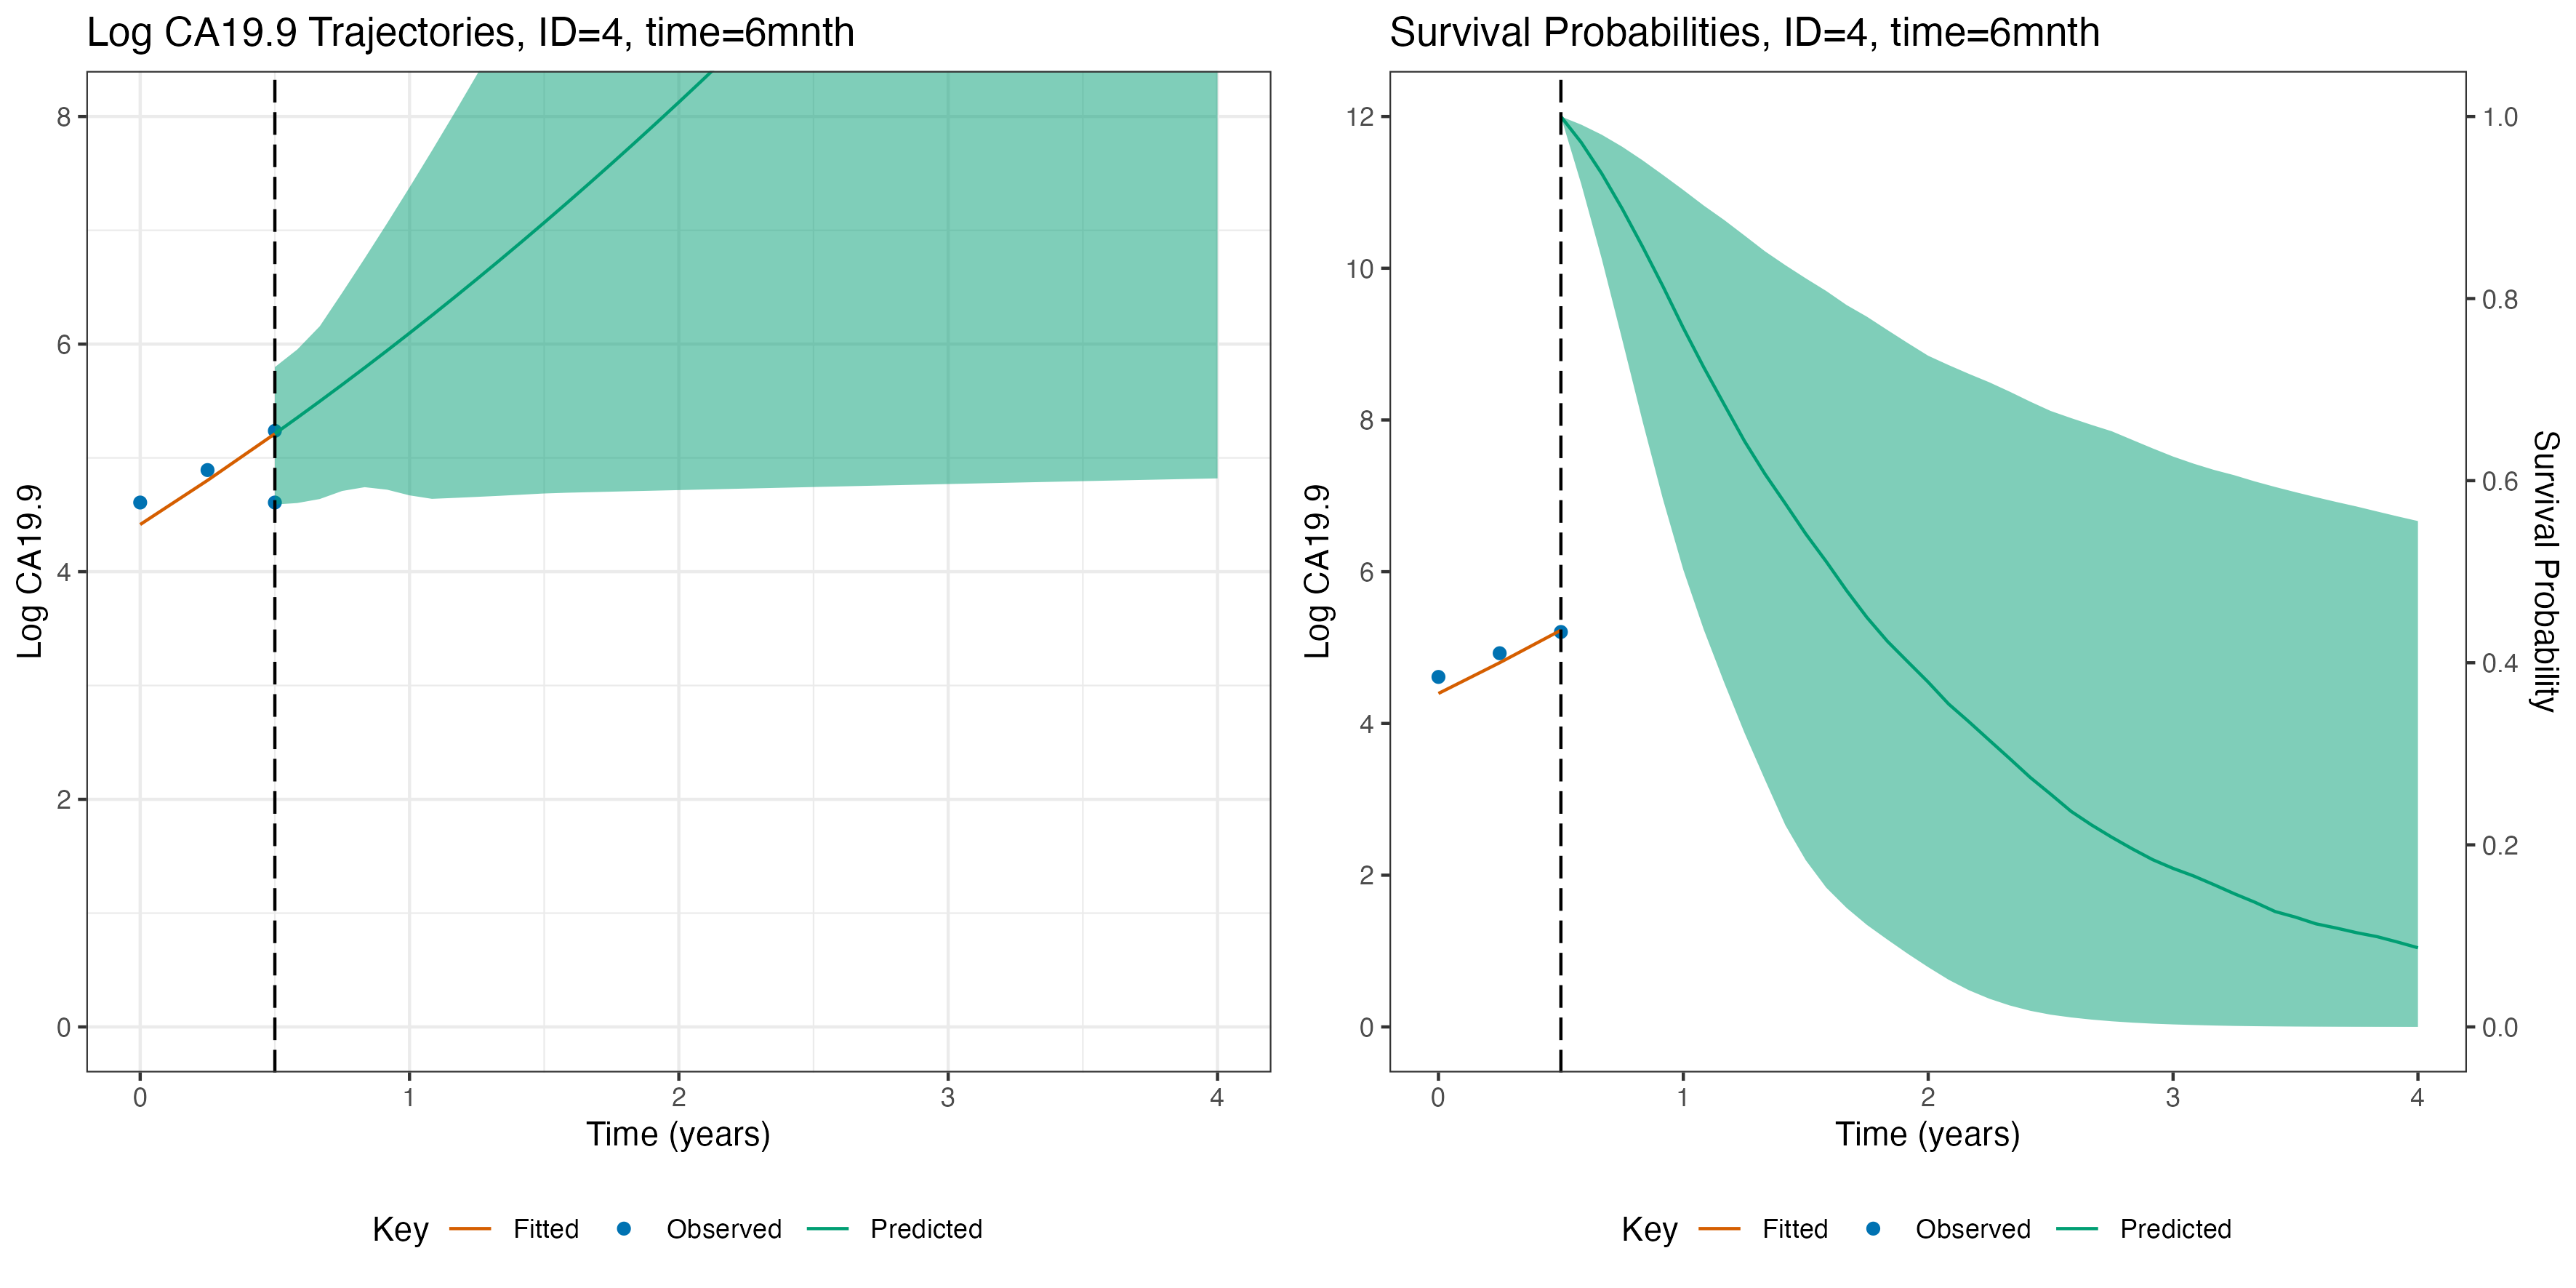 Log CA19.9 Trajectories, ID=4, time=6mnth
8
6
4
2
0
Log CA19.9
0 1 2 3 4
Time (years)
Key Fitted Observed Predicted
Survival Probabilities, ID=4, time=6mnth
12
10
8
6
4
2
0
Log CA19.9
1.0
0.8
0.6
0.4
0.2
0.0
Survival Probability
0 1 2 3 4
Time (years)
Key Fitted Observed Predicted